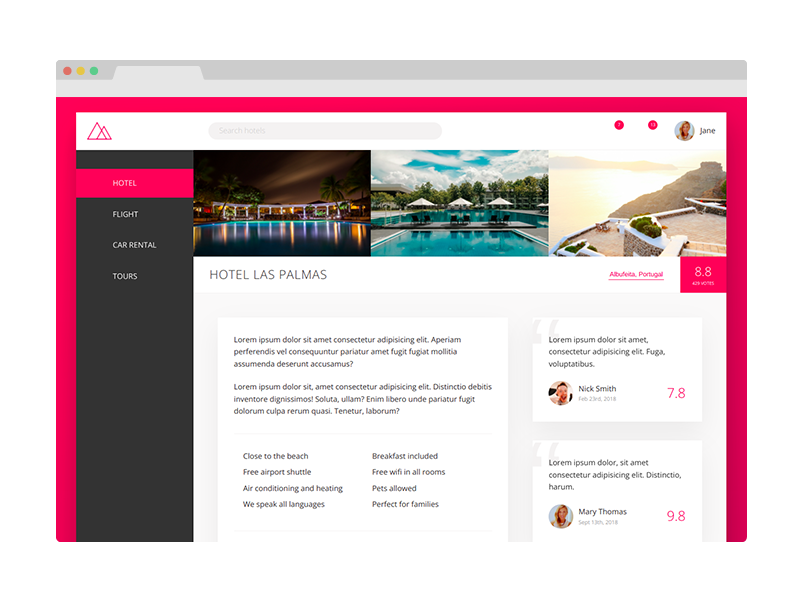 Search hotels
7
13
Jane
HOTEL
FLIGHT
CAR RENTAL
TOURS
HOTEL LAS PALMAS
Albufeita, Portugal
8.8
429 VOTES
Lorem ipsum dolor sit amet consectetur adipisicing elit. Aperiam
perferendis vel consequuntur pariatur amet fugit fugiat mollitia
assumenda deserunt accusamus?
Lorem ipsum dolor sit, amet consectetur adipisicing elit. Distinctio debitis
inventore dignissimos! Soluta, ullam? Enim libero unde pariatur fugit
dolorum culpa rerum quasi. Tenetur, laborum?
Close to the beach
Free airport shuttle
Air conditioning and heating
We speak all languages
Breakfast included
Free wifi in all rooms
Pets allowed
Perfect for families
“
Lorem ipsum dolor sit amet,
consectetur adipisicing elit. Fuga,
voluptatibus.
Nick Smith
Feb 23rd, 2018
7.8
“
Lorem ipsum dolor, sit amet
consectetur adipisicing elit. Distinctio,
harum.
Mary Thomas
Sept 13th, 2018
9.8